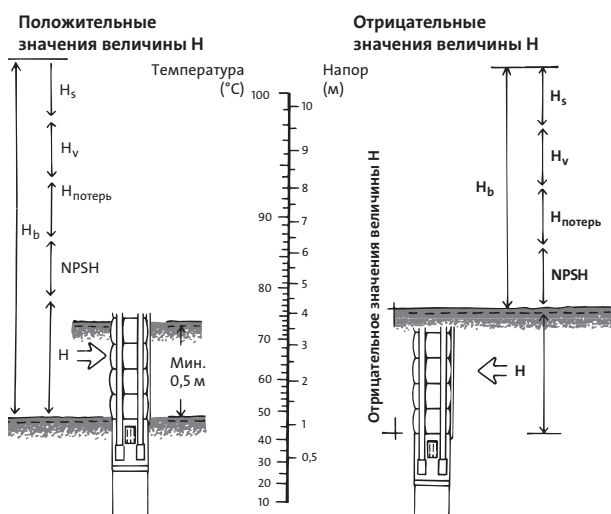 Положительные
значения величины H
Отрицательные
значения величины H
Температура
(°C)
Напор
(м)
Hs
Hv
Hпотерь
NPSH
Hb
H
Мин.
0,5 м
100
90
80
70
60
50
40
30
20
10
10
9
8
7
6
5
4
3
2
1
0,5
Отрицательное значения величины H
Hb
Hs
Hv
Hпотерь
NPSH
H